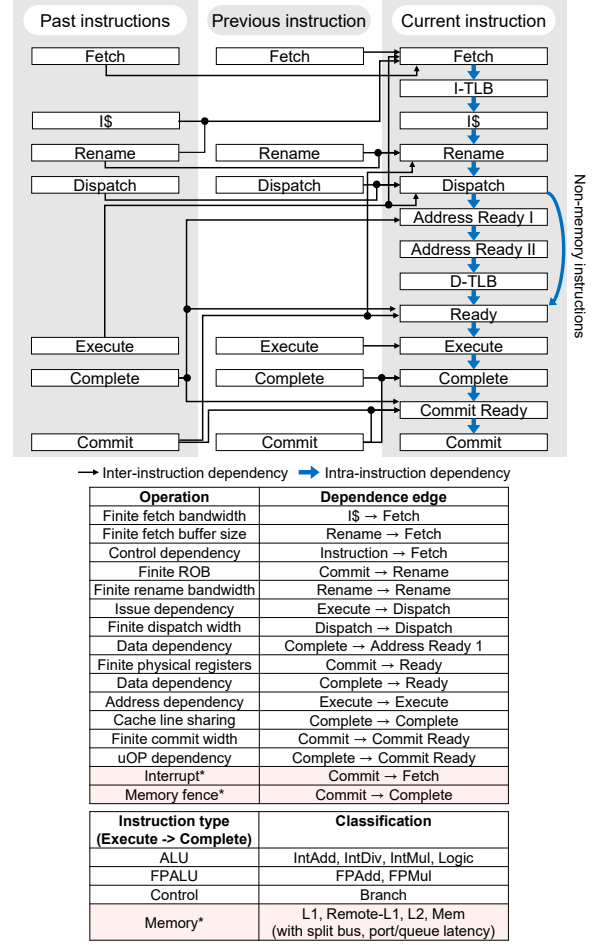 Past instructions Previous instruction Current instruction
Fetch Fetch Fetch
I-TLB
I$ I$
Rename Rename Rename
Dispatch Dispatch Dispatch
Address Ready I
Address Ready II
D-TLB
Ready
Execute Execute Execute
Complete Complete Complete
Commit Ready
Commit Commit Commit
Non-memory instructions
Inter-instruction dependency Intra-instruction dependency
Operation Dependence edge
Finite fetch bandwidth I$ → Fetch
Finite fetch buffer size Rename → Fetch
Control dependency Instruction → Fetch
Finite ROB Commit → Rename
Finite rename bandwidth Rename → Rename
Issue dependency Execute → Dispatch
Finite dispatch width Dispatch → Dispatch
Data dependency Complete → Address Ready 1
Finite physical registers Commit → Ready
Data dependency Complete → Ready
Address dependency Execute → Execute
Cache line sharing Complete → Complete
Finite commit width Commit → Commit Ready
uOP dependency Complete → Commit Ready
Interrupt* Commit → Fetch
Memory fence* Commit → Complete
Instruction type Classification
(Execute -> Complete)
ALU IntAdd, IntDiv, IntMul, Logic
FPALU FPAdd, FPMul
Control Branch
Memory* L1, Remote-L1, L2, Mem
(with split bus, port/queue latency)